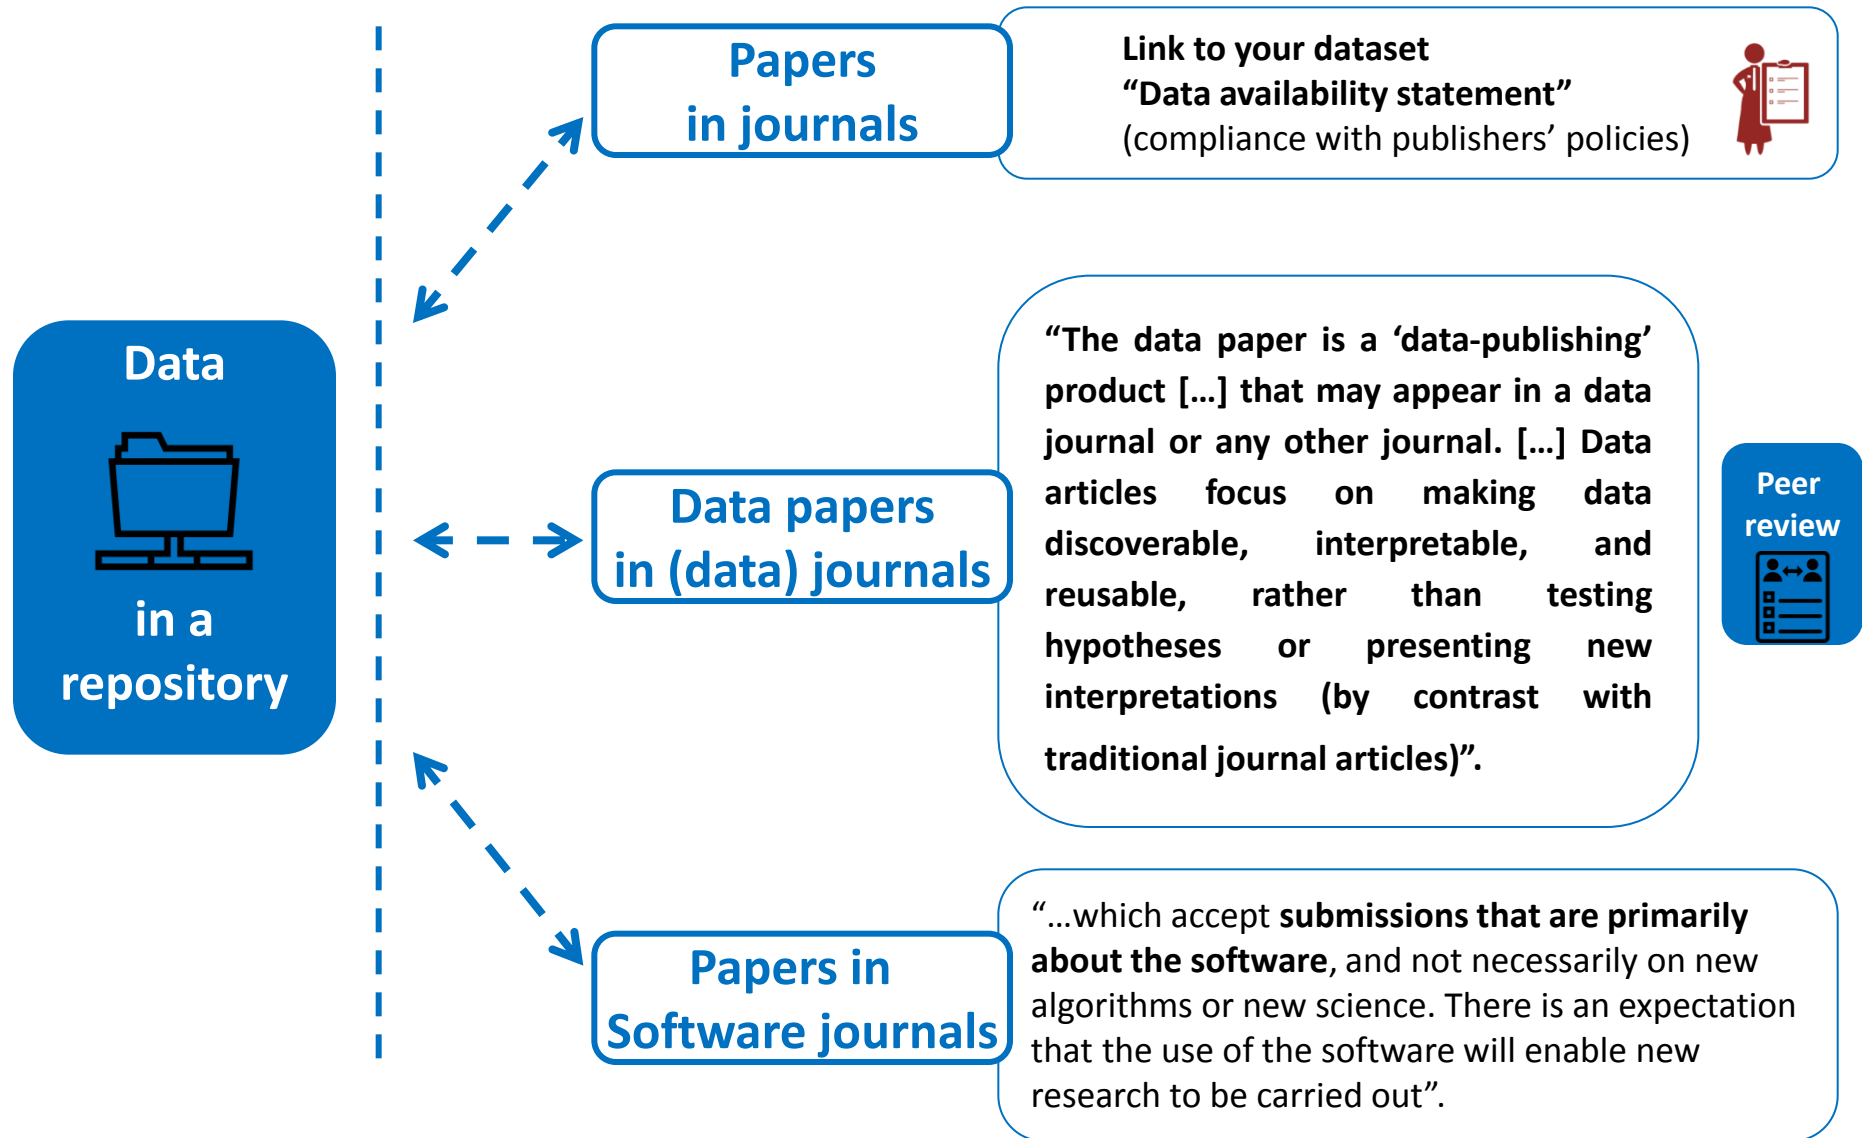 Data
in a
repository
Papers
in journals
Link to your dataset
“Data availability statement”
(compliance with publishers’ policies)
Data papers
in (data) journals
“The data paper is a ‘data-publishing’
product […] that may appear in a data
journal or any other journal. […] Data
articles focus on making data
discoverable, interpretable, and
reusable, rather than testing
hypotheses or presenting new
interpretations (by contrast with
traditional journal articles)”.
Peer
review
Papers in
Software journals
“…which accept submissions that are primarily
about the software, and not necessarily on new
algorithms or new science. There is an expectation
that the use of the software will enable new
research to be carried out”.